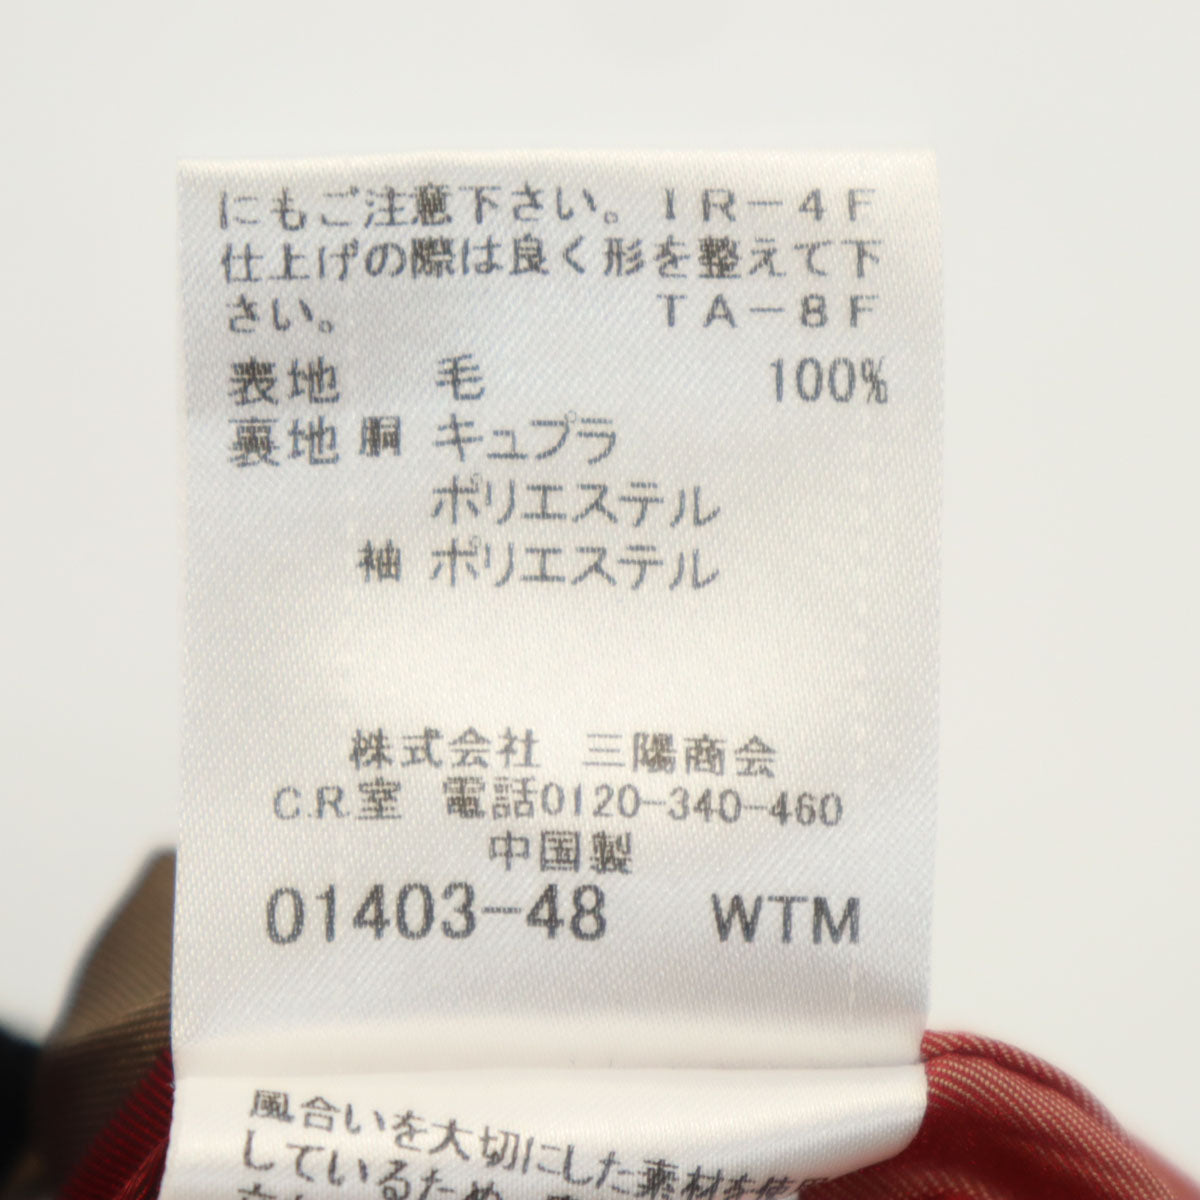 にもご注意下さい。 IR-4F
仕上げの際は良く形を整えて下
さい。 TA-8F
表地 毛 100%
裏地 胴 キュプラ
ポリエステル
袖 ポリエステル
株式会社 三陽商会
C.R.室 電話0120-340-460
中国製
01403-48 WTM
風合いを大切にした素材を使用
しているため